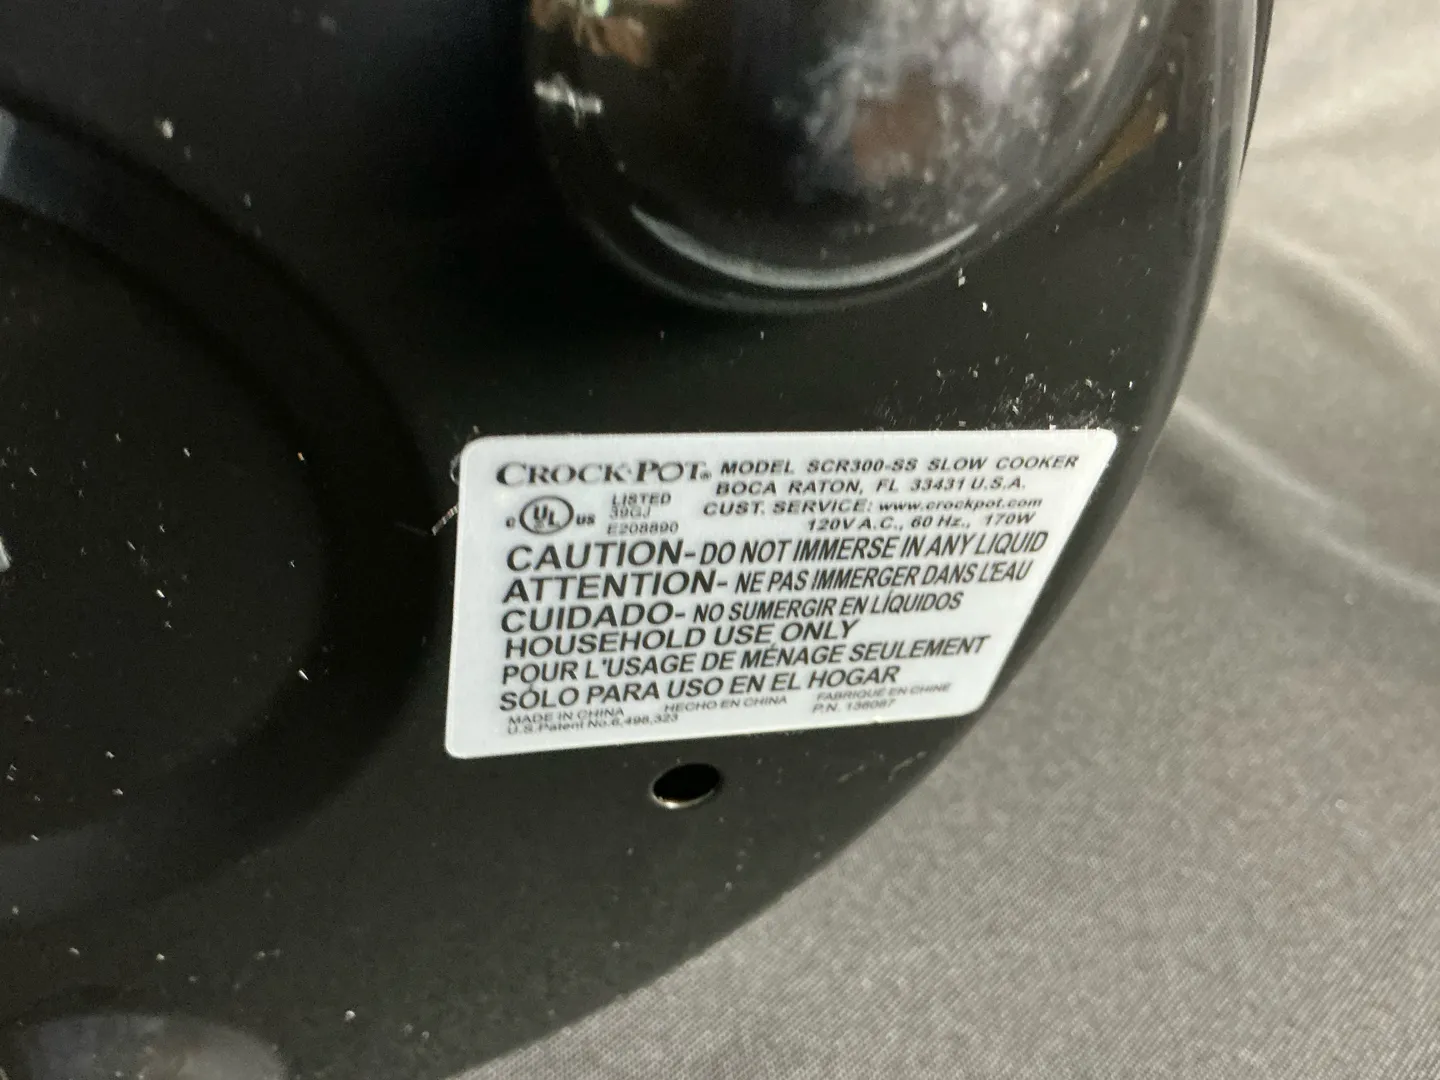 CROCK·POT® MODEL SCR300-SS SLOW COOKER
BOCA RATON, FL 33431 U.S.A.
CUST. SERVICE: www.crockpot.com
120V A.C., 60 Hz., 170W
c UL us LISTED
39GJ
E208890
CAUTION- DO NOT IMMERSE IN ANY LIQUID
ATTENTION- NE PAS IMMERGER DANS L'EAU
CUIDADO- NO SUMERGIR EN LÍQUIDOS
HOUSEHOLD USE ONLY
POUR L'USAGE DE MÉNAGE SEULEMENT
SÓLO PARA USO EN EL HOGAR
MADE IN CHINA HECHO EN CHINA FABRIQUÉ EN CHINE
U.S. Patent No.6,498,323 P.N. 136087